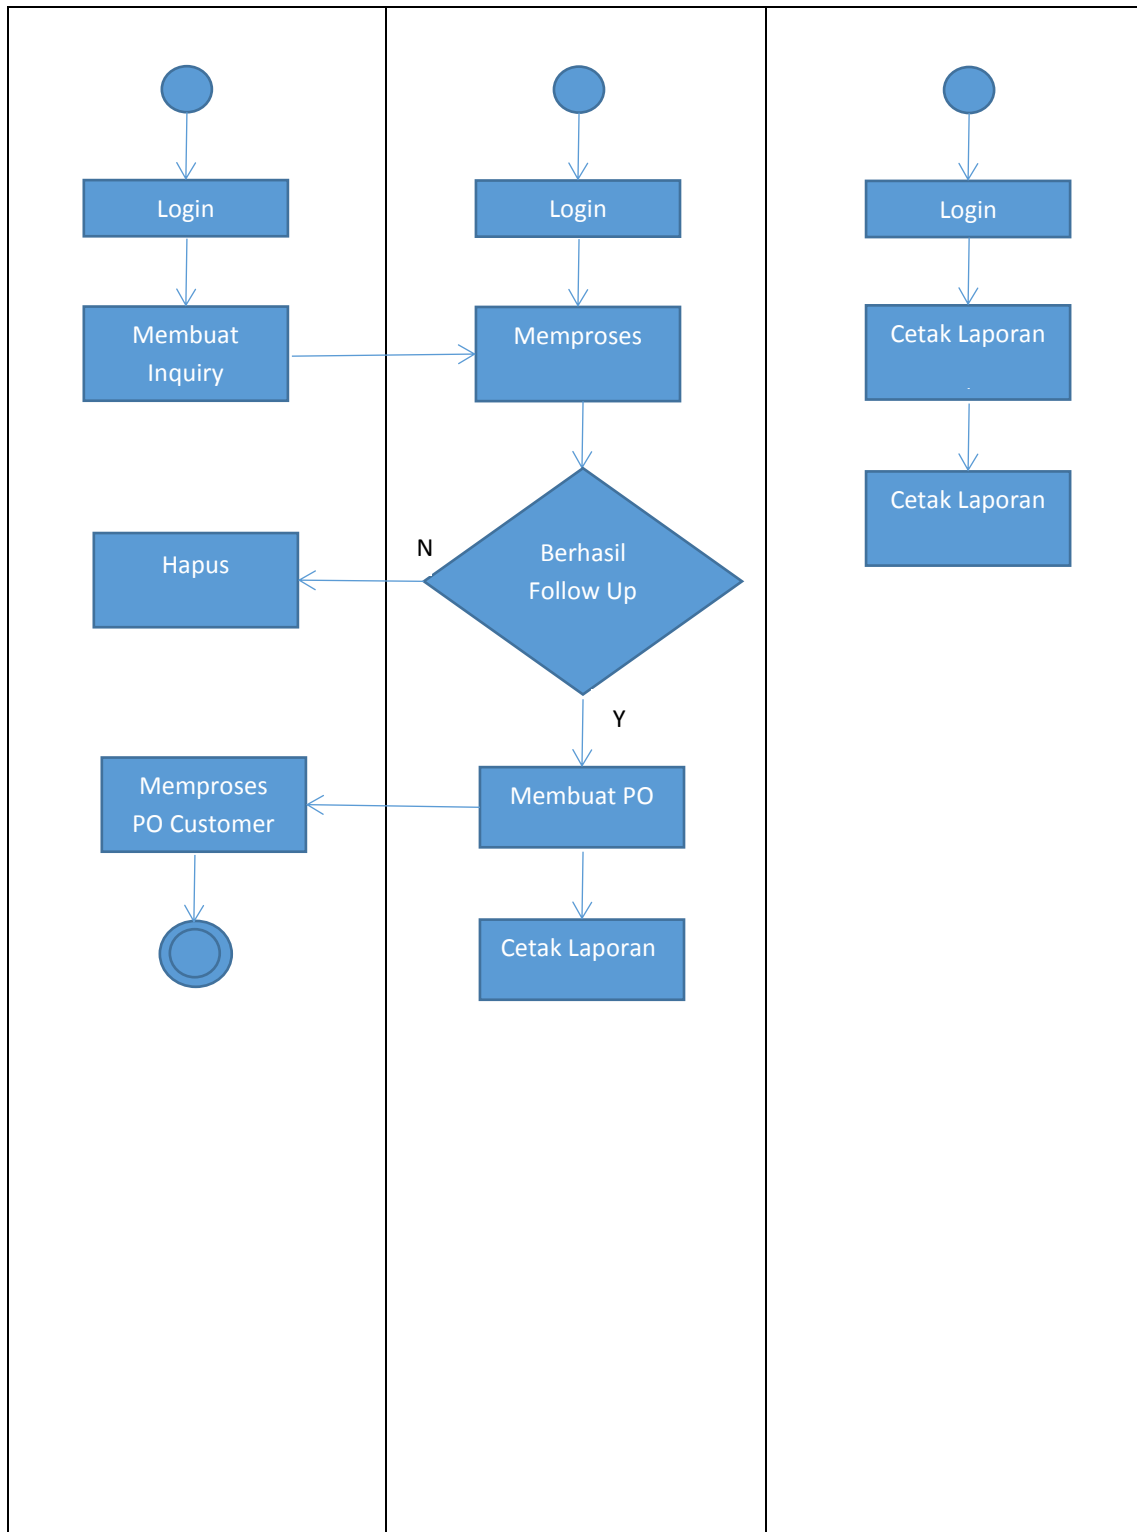 Login
Login
Login
Membuat
Inquiry
Memproses
Cetak Laporan
Cetak Laporan
N
Hapus
Berhasil
Follow Up
Y
Memproses
PO Customer
Membuat PO
Cetak Laporan